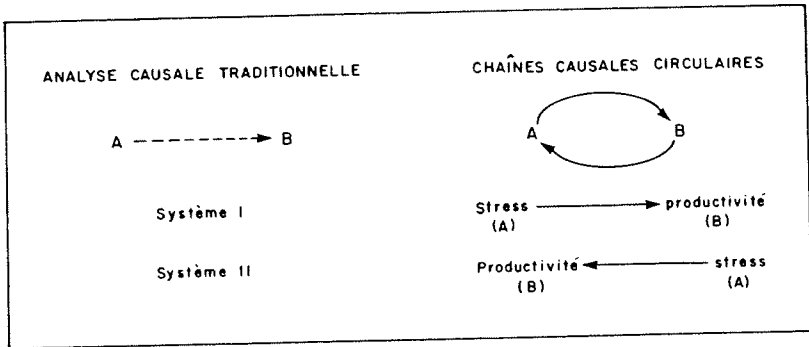 ANALYSE CAUSALE TRADITIONNELLE
CHAÎNES CAUSALES CIRCULAIRES
A B
A B
Système I
Stress productivité
(A) (B)
Système II
Productivité stress
(B) (A)